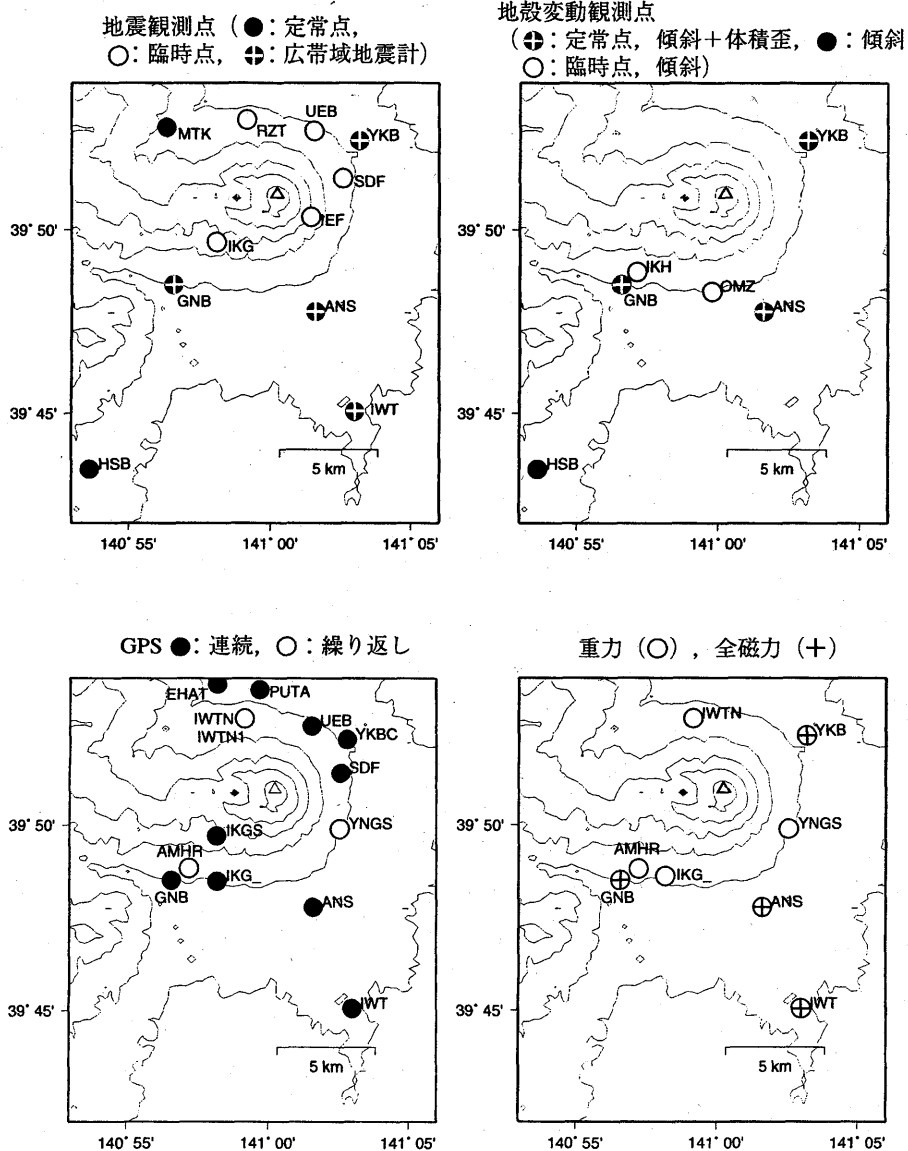 地震観測点（●：定常点，
○：臨時点，✚：広帯域地震計）
UEB
MTK
RZT
YKB
SDF
IEF
IKG
GNB
ANS
IWT
HSB
39° 50'
39° 45'
5 km
140° 55'
141° 00'
141° 05'
地殻変動観測点
（✚：定常点，傾斜＋体積歪，●：傾斜
○：臨時点，傾斜）
YKB
IKH
GNB
OMZ
ANS
HSB
39° 50'
39° 45'
5 km
140° 55'
141° 00'
141° 05'
GPS ●：連続，○：繰り返し
EHAT
PUTA
IWTN
IWTN1
UEB
YKBC
SDF
IKGS
YNGS
AMHR
GNB
IKG_
ANS
IWT
39° 50'
39° 45'
5 km
140° 55'
141° 00'
141° 05'
重力（○），全磁力（＋）
IWTN
YKB
YNGS
AMHR
IKG_
GNB
ANS
IWT
39° 50'
39° 45'
5 km
140° 55'
141° 00'
141° 05'